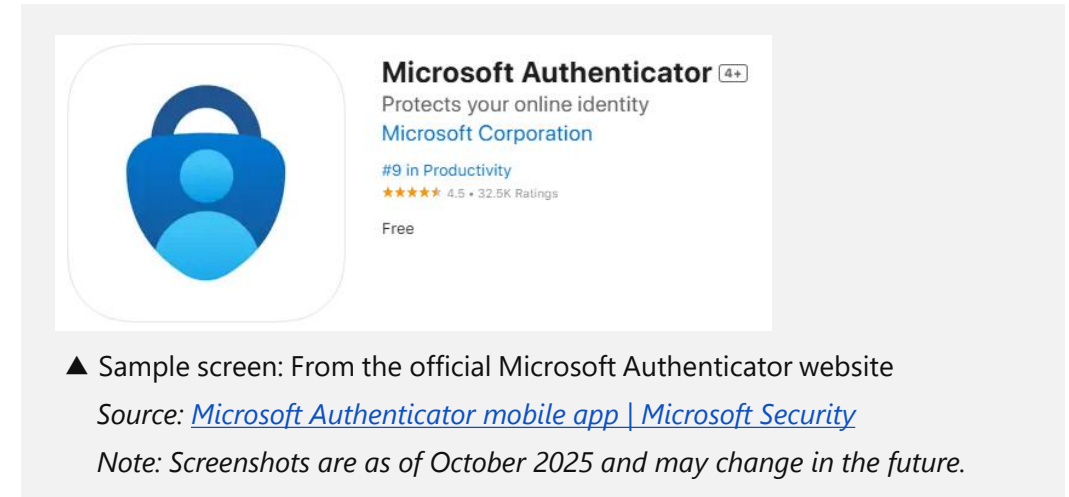 Microsoft Authenticator 4+
Protects your online identity
Microsoft Corporation
#9 in Productivity
★★★★★ 4.5 • 32.5K Ratings
Free
▲ Sample screen: From the official Microsoft Authenticator website
Source: Microsoft Authenticator mobile app | Microsoft Security
Note: Screenshots are as of October 2025 and may change in the future.